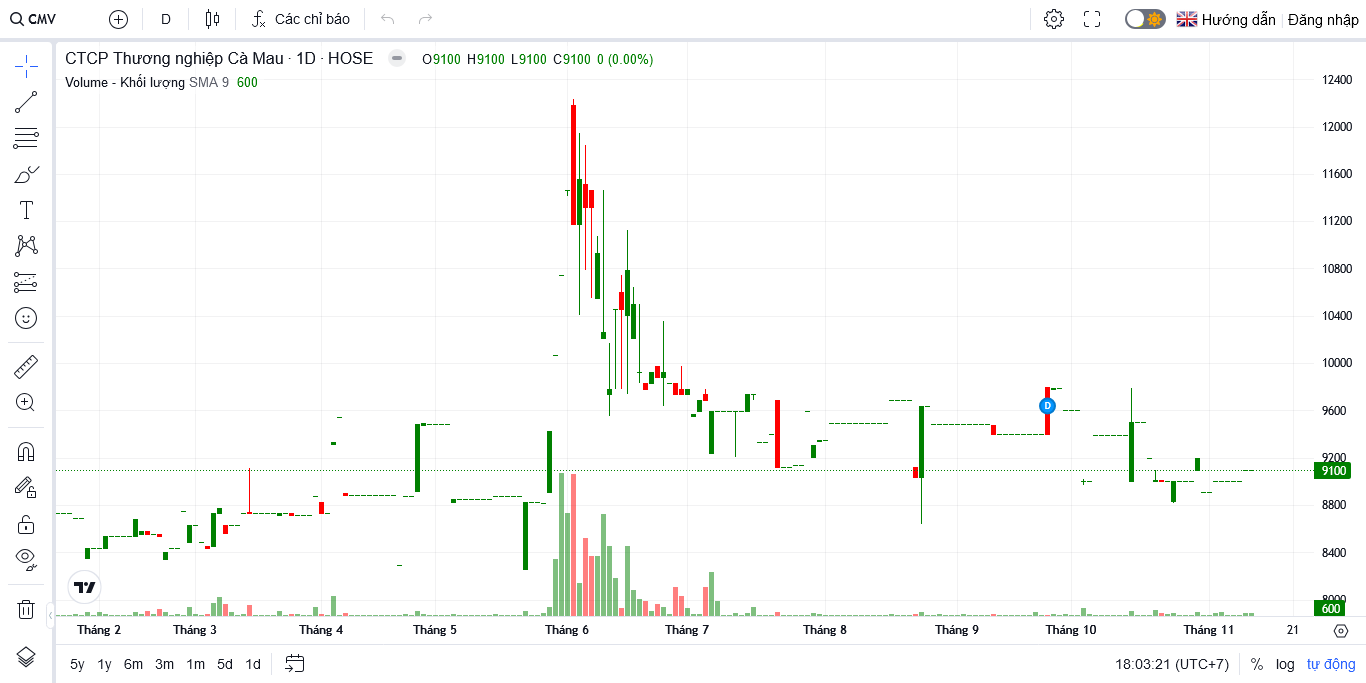 CMV D Các chỉ báo Hướng dẫn Đăng nhập
CTCP Thương nghiệp Cà Mau · 1D · HOSE O9100 H9100 L9100 C9100 0 (0.00%)
Volume - Khối lượng SMA 9 600
12400
12000
11600
11200
10800
10400
10000
9600
D
9200
9100
8800
8400
8000
600
Tháng 2 Tháng 3 Tháng 4 Tháng 5 Tháng 6 Tháng 7 Tháng 8 Tháng 9 Tháng 10 Tháng 11 21
5y 1y 6m 3m 1m 5d 1d 18:03:21 (UTC+7) % log tự động